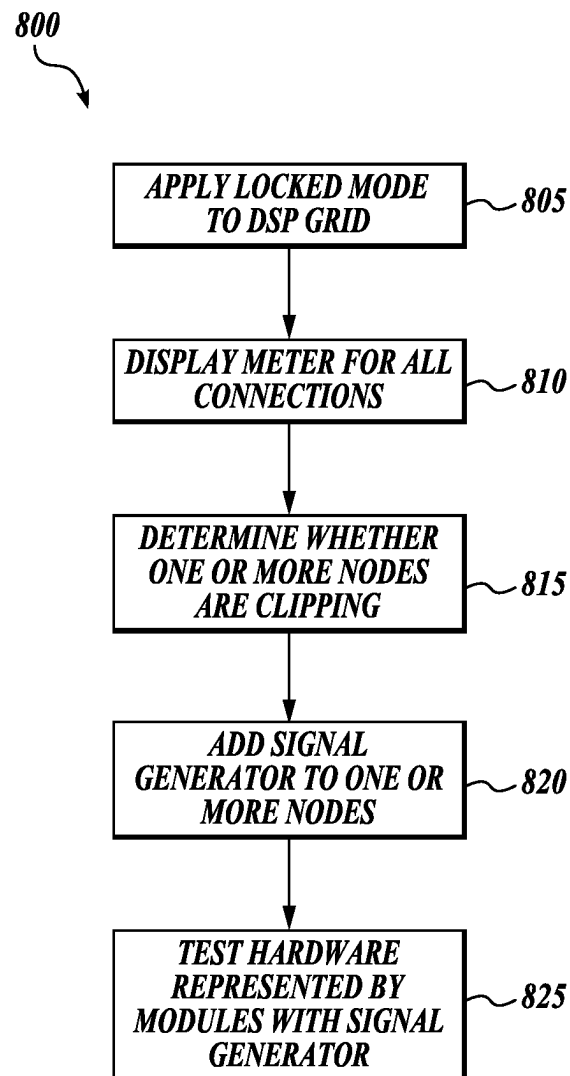 800
APPLY LOCKED MODE
TO DSP GRID
805
DISPLAY METER FOR ALL
CONNECTIONS
810
DETERMINE WHETHER
ONE OR MORE NODES
ARE CLIPPING
815
ADD SIGNAL
GENERATOR TO ONE OR
MORE NODES
820
TEST HARDWARE
REPRESENTED BY
MODULES WITH SIGNAL
GENERATOR
825